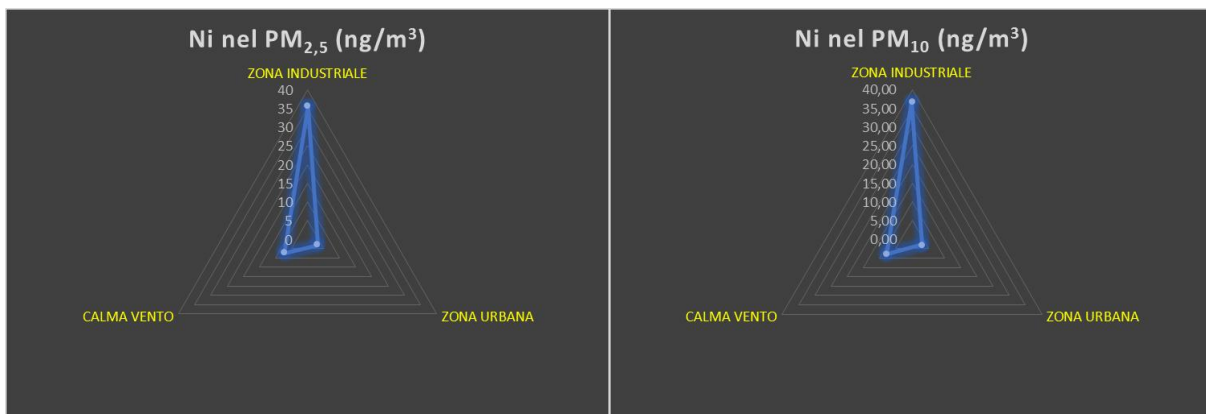 Ni nel PM2,5 (ng/m³)
ZONA INDUSTRIALE
40
35
30
25
20
15
10
5
0
CALMA VENTO
ZONA URBANA
Ni nel PM10 (ng/m³)
ZONA INDUSTRIALE
40,00
35,00
30,00
25,00
20,00
15,00
10,00
5,00
0,00
CALMA VENTO
ZONA URBANA